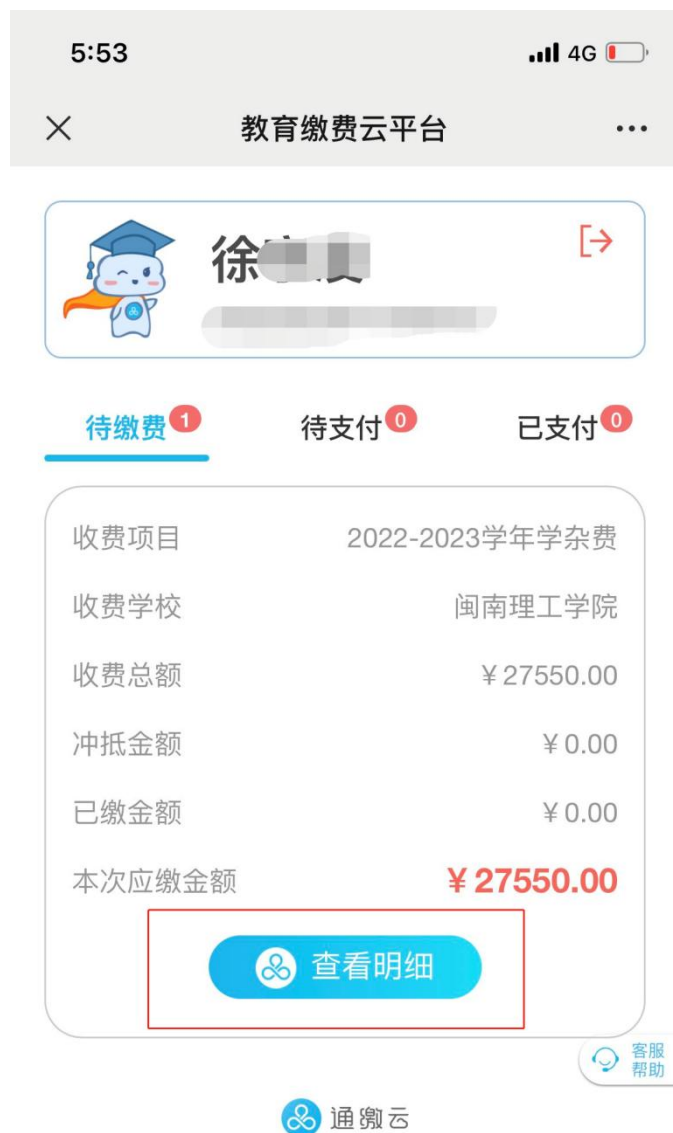 5:53 4G
教育缴费云平台
徐
待缴费 1 待支付 0 已支付 0
收费项目 2022-2023学年学杂费
收费学校 闽南理工学院
收费总额 ¥27550.00
冲抵金额 ¥0.00
已缴金额 ¥0.00
本次应缴金额 ¥27550.00
查看明细
客服
帮助
通缴云